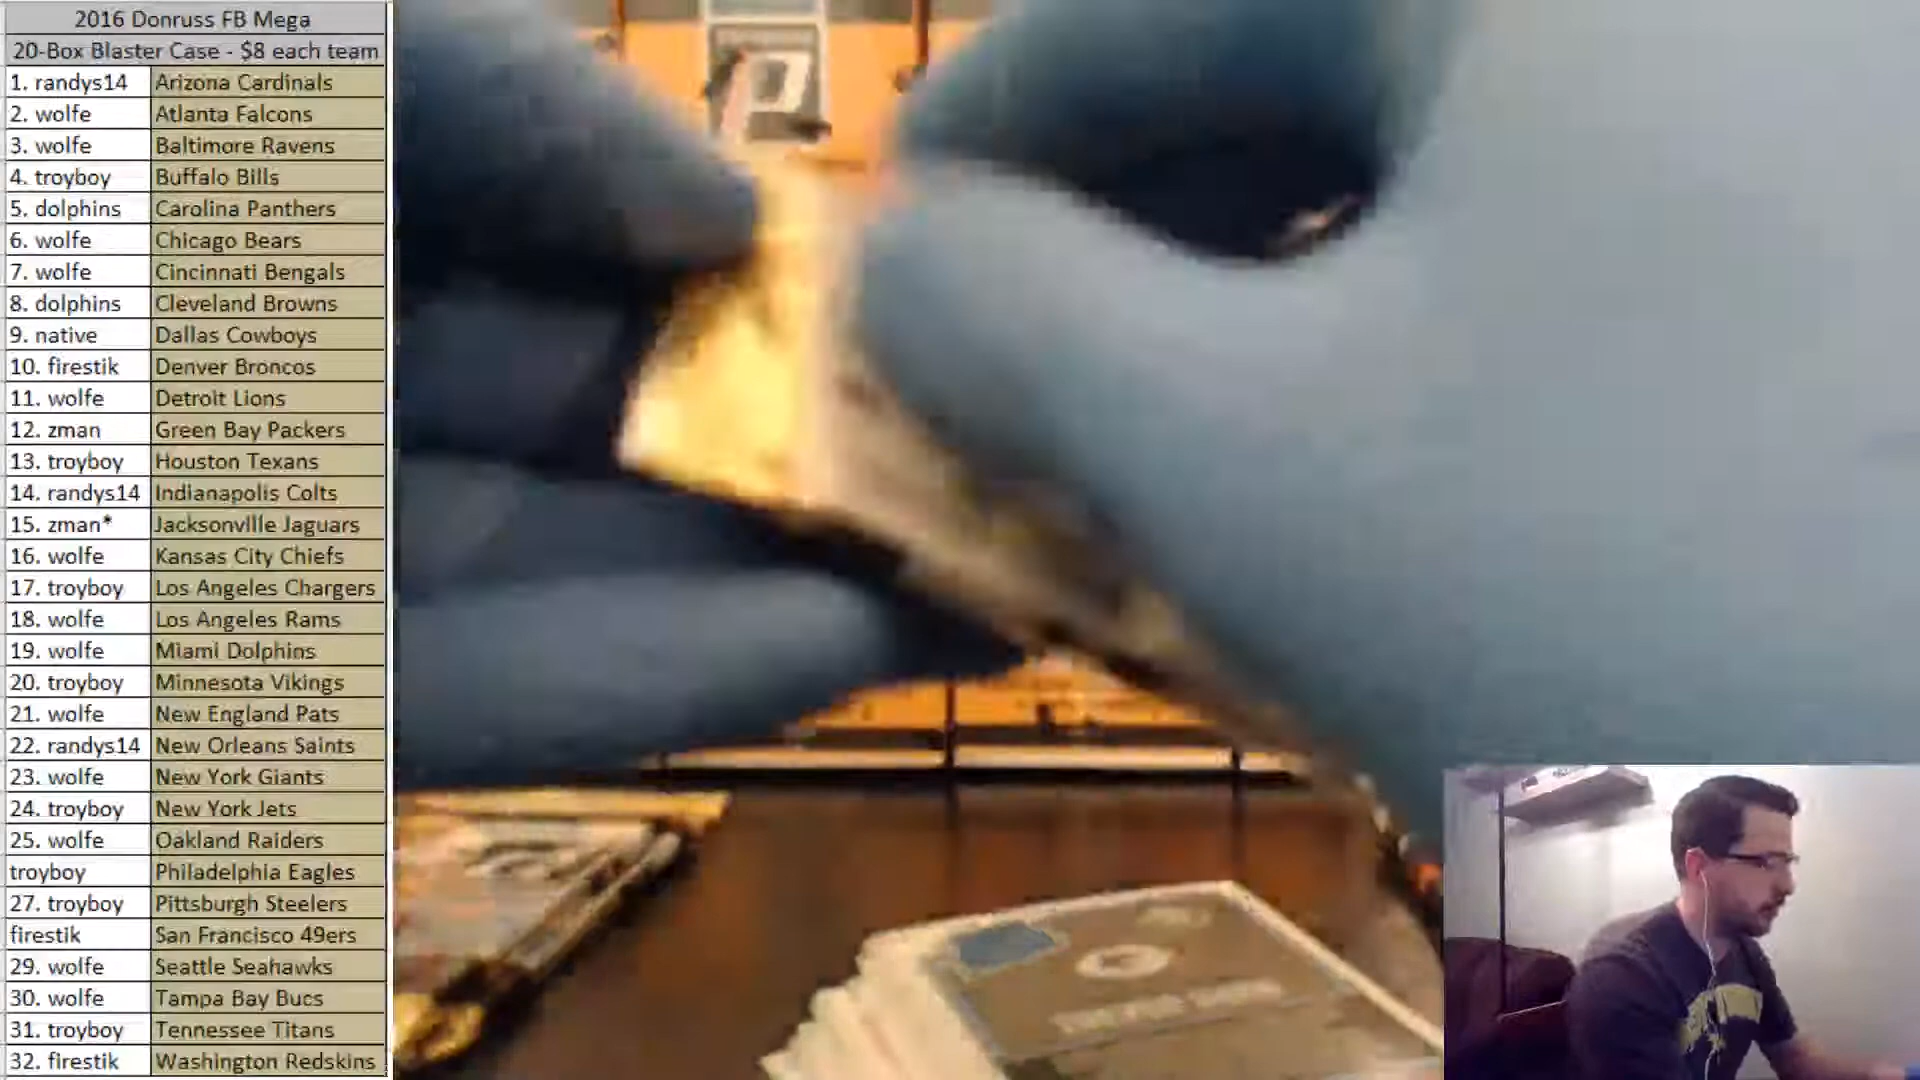 2016 Donruss FB Mega
20-Box Blaster Case - $8 each team
1. randys14 Arizona Cardinals
2. wolfe Atlanta Falcons
3. wolfe Baltimore Ravens
4. troyboy Buffalo Bills
5. dolphins Carolina Panthers
6. wolfe Chicago Bears
7. wolfe Cincinnati Bengals
8. dolphins Cleveland Browns
9. native Dallas Cowboys
10. firestik Denver Broncos
11. wolfe Detroit Lions
12. zman Green Bay Packers
13. troyboy Houston Texans
14. randys14 Indianapolis Colts
15. zman* Jacksonville Jaguars
16. wolfe Kansas City Chiefs
17. troyboy Los Angeles Chargers
18. wolfe Los Angeles Rams
19. wolfe Miami Dolphins
20. troyboy Minnesota Vikings
21. wolfe New England Pats
22. randys14 New Orleans Saints
23. wolfe New York Giants
24. troyboy New York Jets
25. wolfe Oakland Raiders
troyboy Philadelphia Eagles
27. troyboy Pittsburgh Steelers
firestik San Francisco 49ers
29. wolfe Seattle Seahawks
30. wolfe Tampa Bay Bucs
31. troyboy Tennessee Titans
32. firestik Washington Redskins